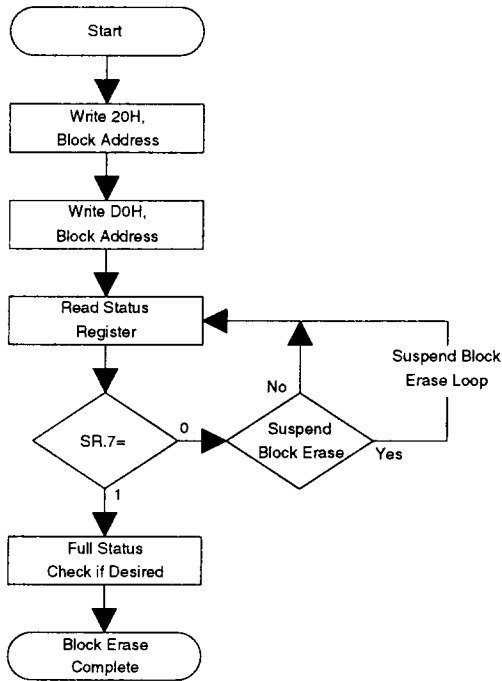 Start
Write 20H,
Block Address
Write D0H,
Block Address
Read Status
Register
Suspend Block
Erase Loop
No
SR.7=
0
Suspend
Block Erase
Yes
1
Full Status
Check if Desired
Block Erase
Complete